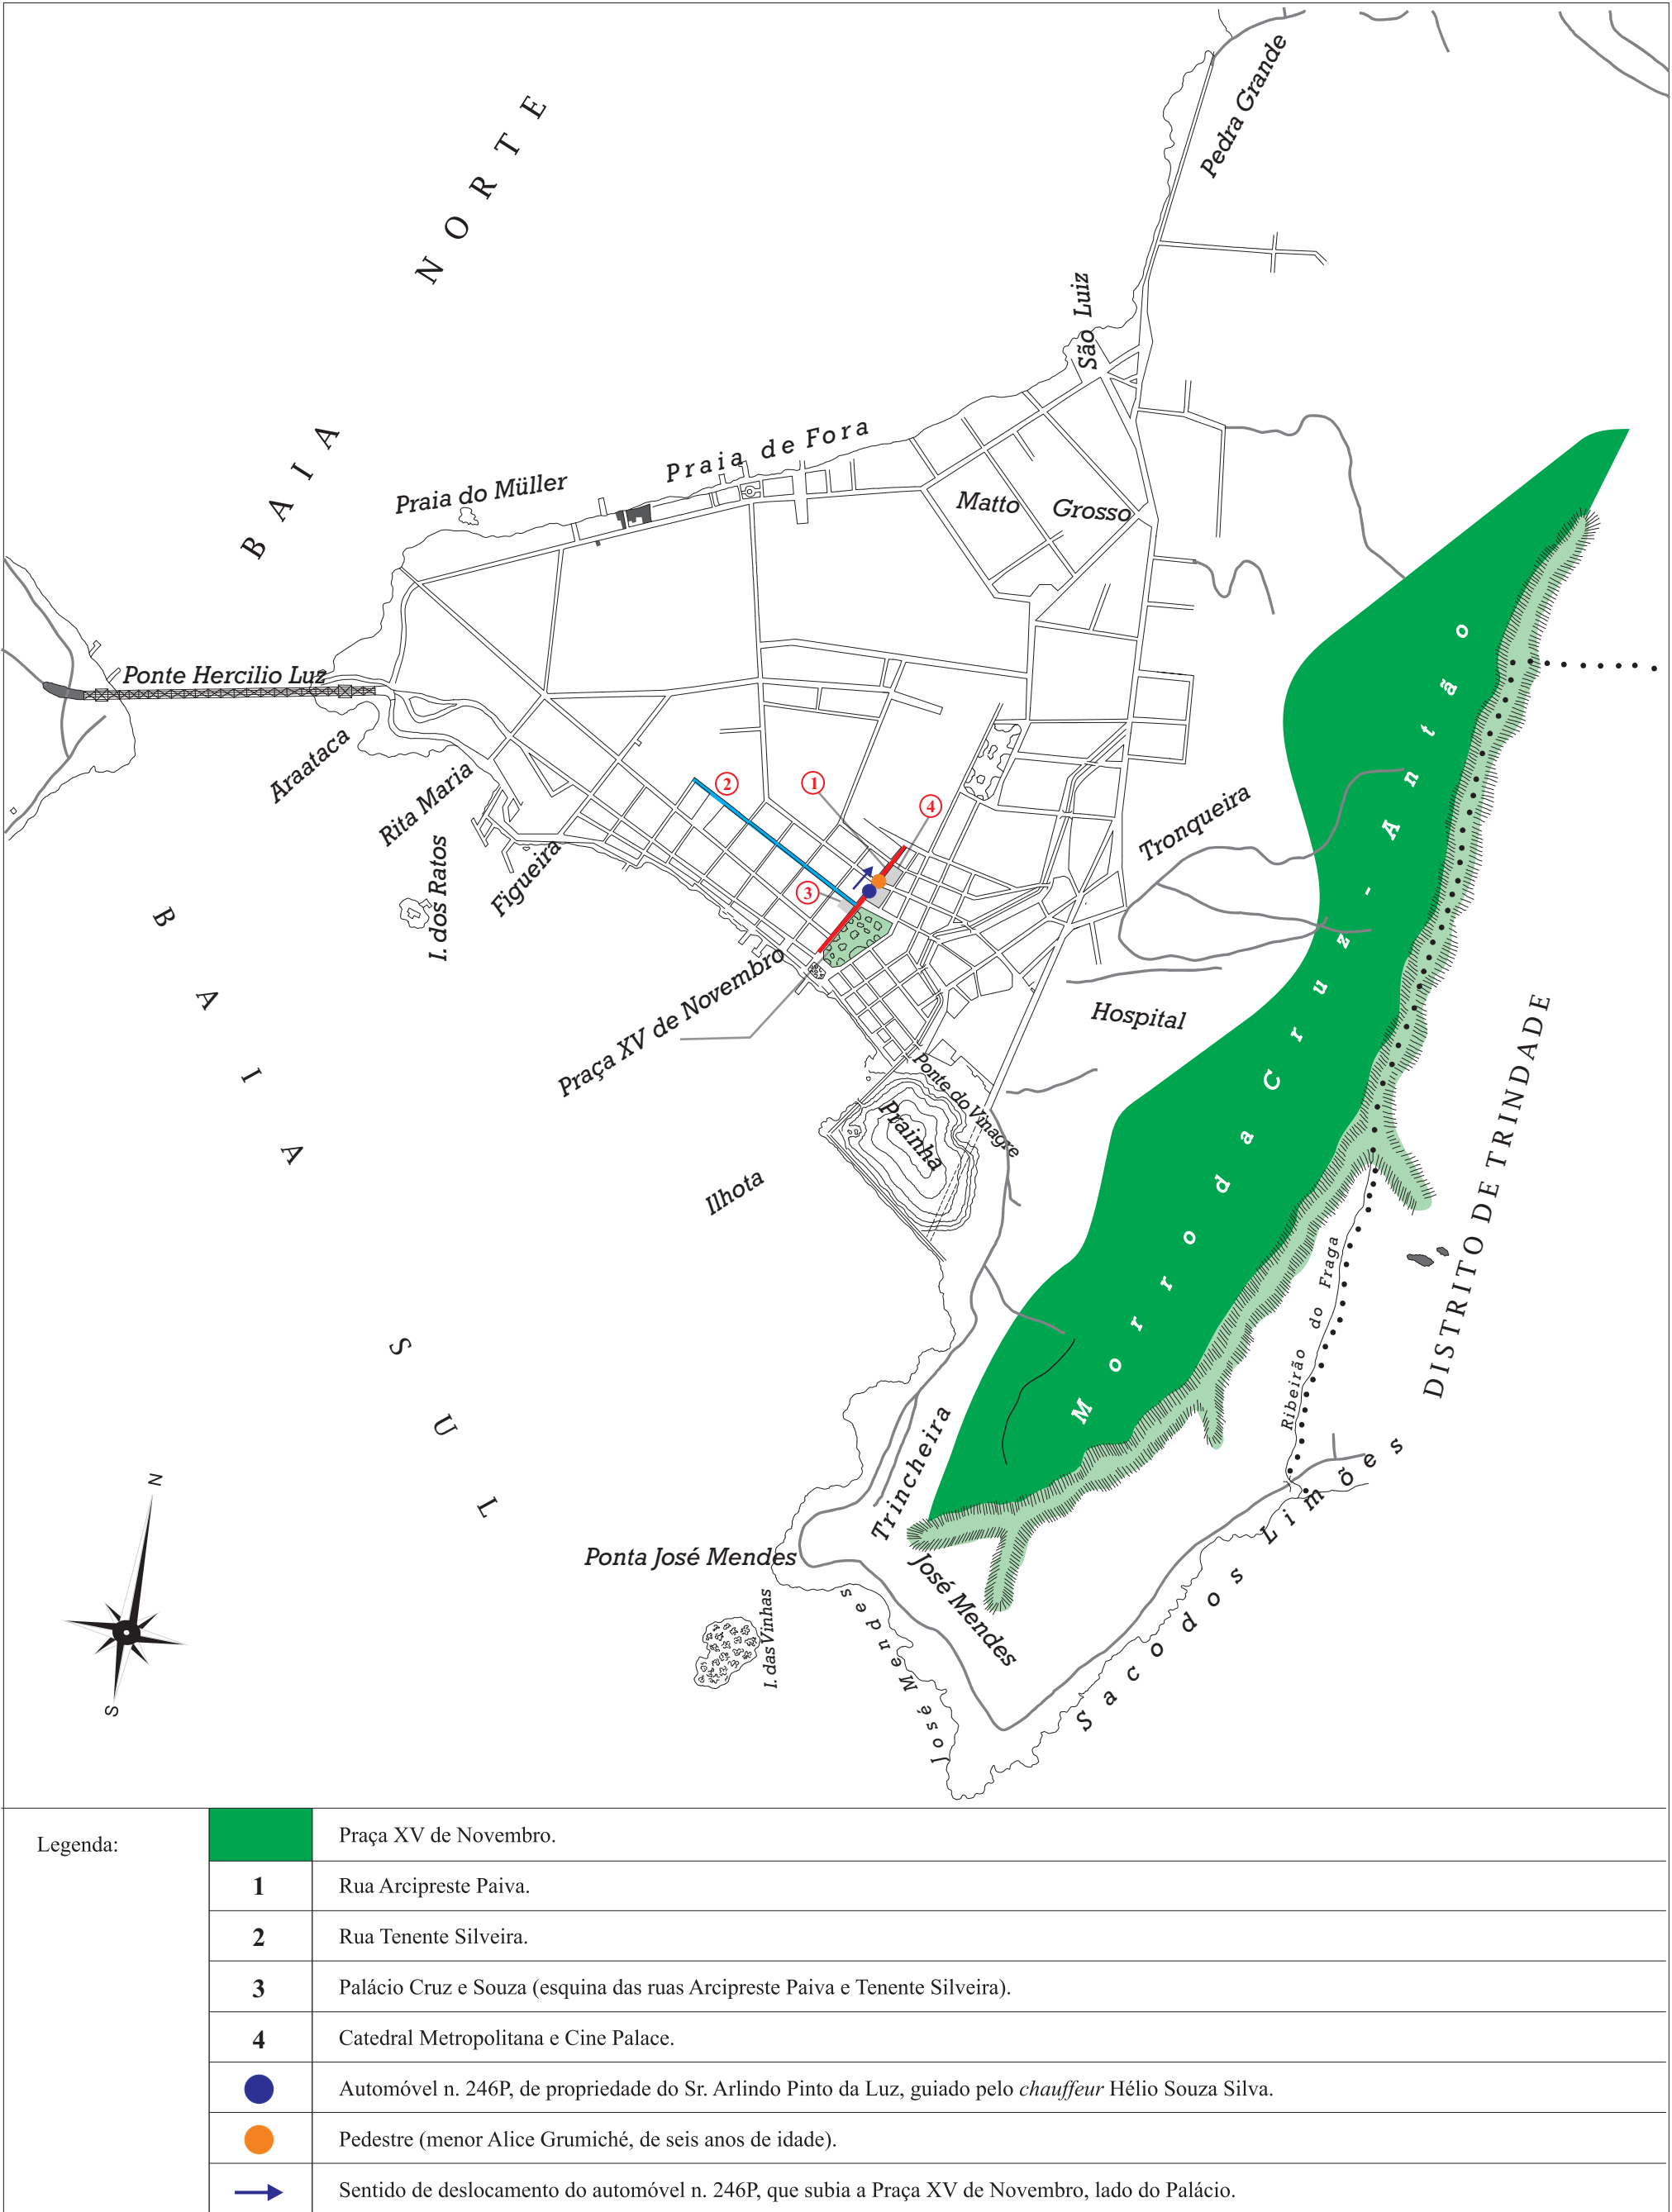 Pedra Grande
BAIA NORTE
São Luiz
Praia de Fora
Praia do Müller
Matto Grosso
Ponte Hercilio Luz
Araataca
Rita Maria
I. dos Ratos
Figueira
2
1
4
3
Tronqueira
Morro da Cruz - Antão
Praça XV de Novembro
Hospital
BAIA SUL
Ponte do Vinagre
Prainha
Ilhota
DISTRITO DE TRINDADE
Ribeirão do Fraga
Trincheira
Ponta José Mendes
José Mendes
I. das Vinhas
José Mendes
Saco dos Limões
N
S
Legenda:
Praça XV de Novembro.
1 Rua Arcipreste Paiva.
2 Rua Tenente Silveira.
3 Palácio Cruz e Souza (esquina das ruas Arcipreste Paiva e Tenente Silveira).
4 Catedral Metropolitana e Cine Palace.
Automóvel n. 246P, de propriedade do Sr. Arlindo Pinto da Luz, guiado pelo chauffeur Hélio Souza Silva.
Pedestre (menor Alice Grumiché, de seis anos de idade).
Sentido de deslocamento do automóvel n. 246P, que subia a Praça XV de Novembro, lado do Palácio.